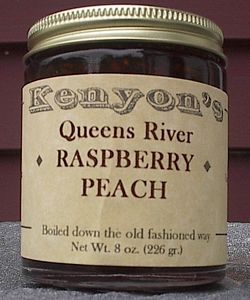 Kenyon's
Queens River
RASPBERRY
PEACH
Boiled down the old fashioned way
Net Wt. 8 oz. (226 gr.)